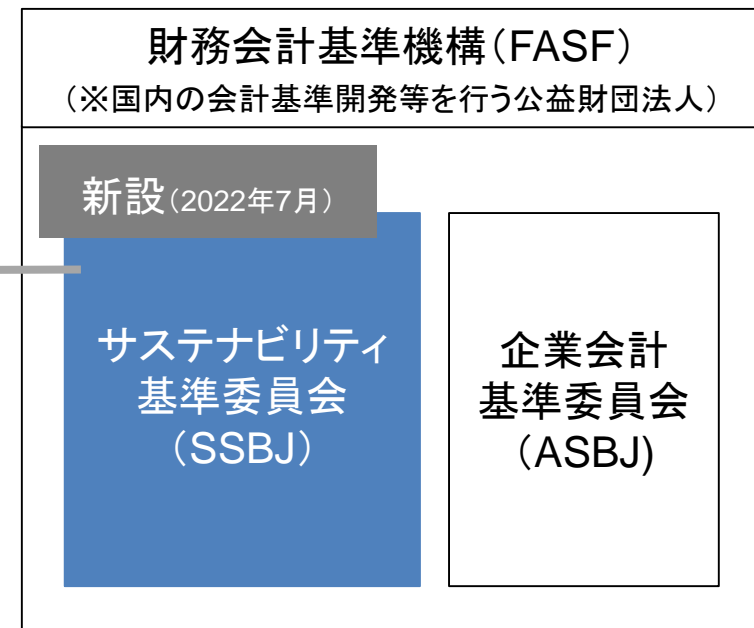 財務会計基準機構（FASF）
（※国内の会計基準開発等を行う公益財団法人）
新設（2022年7月）
サステナビリティ
基準委員会
（SSBJ）
企業会計
基準委員会
（ASBJ)